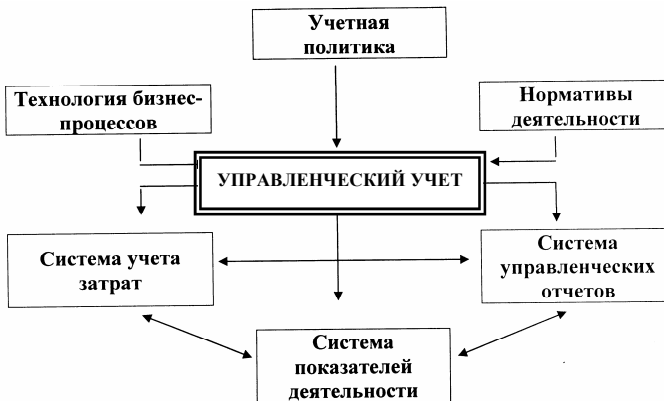 Учетная
политика
Технология бизнес-
процессов
Нормативы
деятельности
УПРАВЛЕНЧЕСКИЙ УЧЕТ
Система учета
затрат
Система
управленческих
отчетов
Система
показателей
деятельности